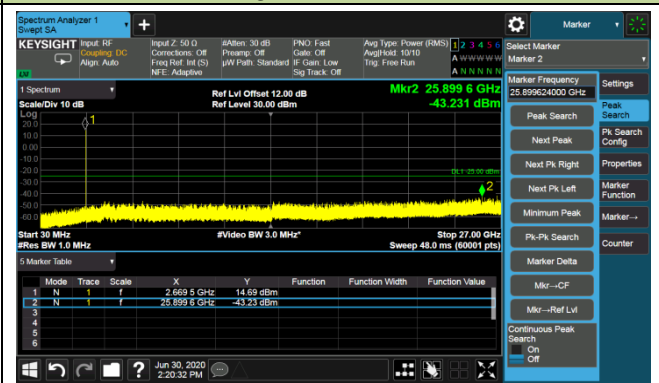 Spectrum Analyzer 1
Swept SA
+
Marker
KEYSIGHT
Input: RF
Coupling: DC
Align: Auto
Input Z: 50 Ω
Corrections: Off
Freq Ref: Int (S)
NFE: Adaptive
#Atten: 30 dB
Preamp: Off
µW Path: Standard
PNO: Fast
Gate: Off
IF Gain: Low
Sig Track: Off
Avg Type: Power (RMS)
Avg|Hold: 10/10
Trig: Free Run
1 2 3 4 5 6
A W W W W W
A N N N N N
Select Marker
Marker 2
1 Spectrum
Scale/Div 10 dB
Ref Lvl Offset 12.00 dB
Ref Level 30.00 dBm
Mkr2 25.899 6 GHz
-43.231 dBm
Log
20.0
10.0
0.00
-10.0
-20.0
-30.0
-40.0
-50.0
-60.0
1
DL1 -25.00 dBm
2
Start 30 MHz
#Res BW 1.0 MHz
#Video BW 3.0 MHz*
Stop 27.00 GHz
Sweep 48.0 ms (60001 pts)
5 Marker Table
Mode Trace Scale X Y Function Function Width Function Value
1 N 1 f 2.669 5 GHz 14.69 dBm
2 N 1 f 25.899 6 GHz -43.23 dBm
3
4
5
6
Marker Frequency
25.899624000 GHz
Peak Search
Next Peak
Next Pk Right
Next Pk Left
Minimum Peak
Pk-Pk Search
Marker Delta
Mkr→CF
Mkr→Ref Lvl
Continuous Peak
Search
On
Off
Settings
Peak
Search
Pk Search
Config
Properties
Marker
Function
Marker→
Counter
?
Jun 30, 2020
2:20:32 PM